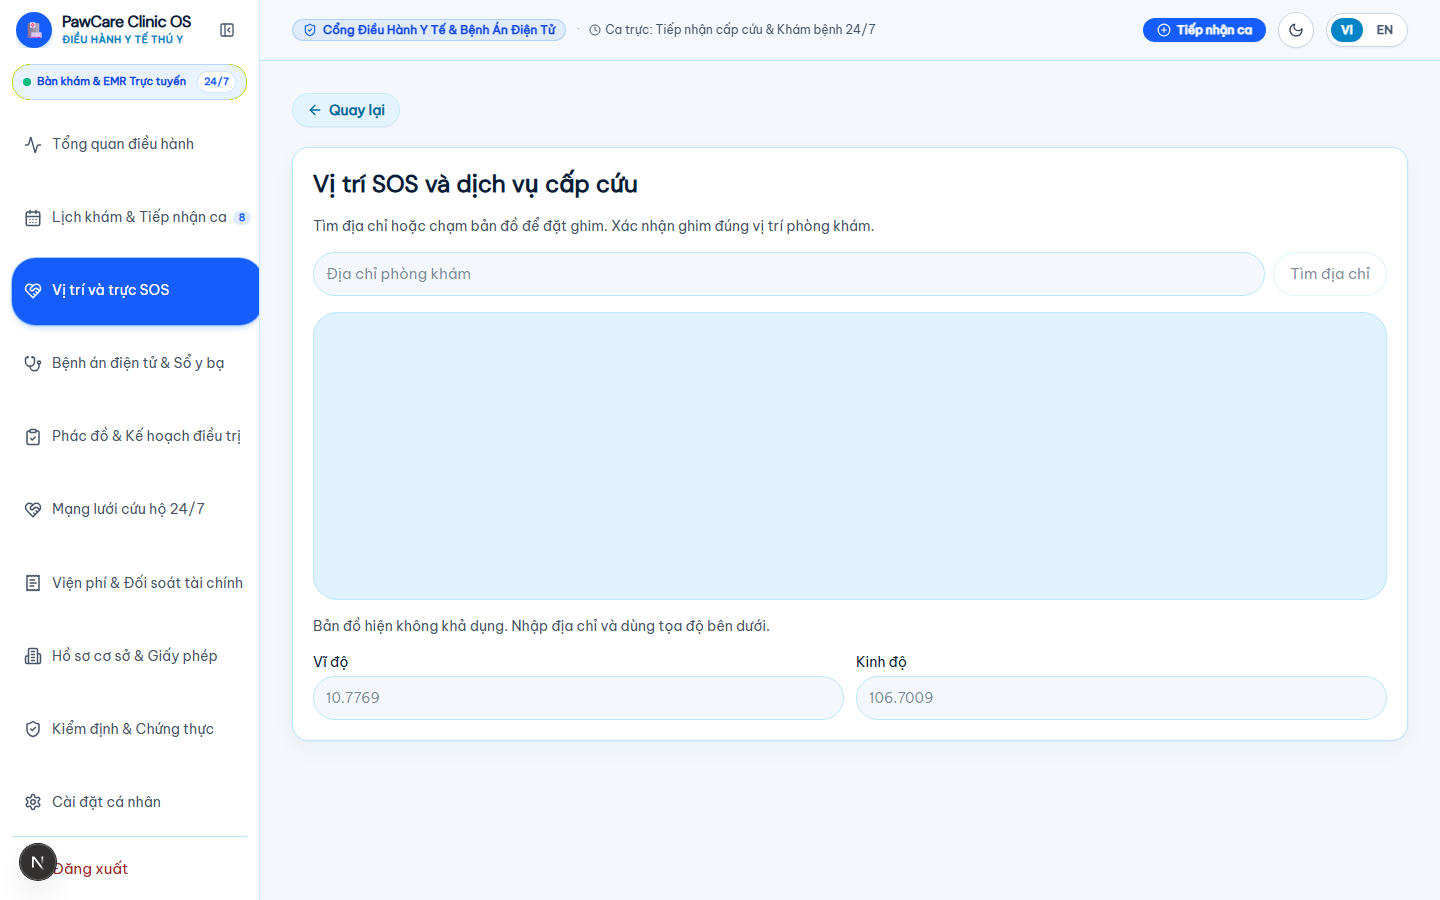 PawCare Clinic OS
ĐIỀU HÀNH Y TẾ THÚ Y
Bàn khám & EMR Trực tuyến 24/7
Tổng quan điều hành
Lịch khám & Tiếp nhận ca 8
Vị trí và trực SOS
Bệnh án điện tử & Sổ y bạ
Phác đồ & Kế hoạch điều trị
Mạng lưới cứu hộ 24/7
Viện phí & Đối soát tài chính
Hồ sơ cơ sở & Giấy phép
Kiểm định & Chứng thực
Cài đặt cá nhân
N
Đăng xuất
Cổng Điều Hành Y Tế & Bệnh Án Điện Tử · Ca trực: Tiếp nhận cấp cứu & Khám bệnh 24/7
Tiếp nhận ca
VI EN
Quay lại
Vị trí SOS và dịch vụ cấp cứu
Tìm địa chỉ hoặc chạm bản đồ để đặt ghim. Xác nhận ghim đúng vị trí phòng khám.
Địa chỉ phòng khám
Tìm địa chỉ
Bản đồ hiện không khả dụng. Nhập địa chỉ và dùng tọa độ bên dưới.
Vĩ độ
10.7769
Kinh độ
106.7009